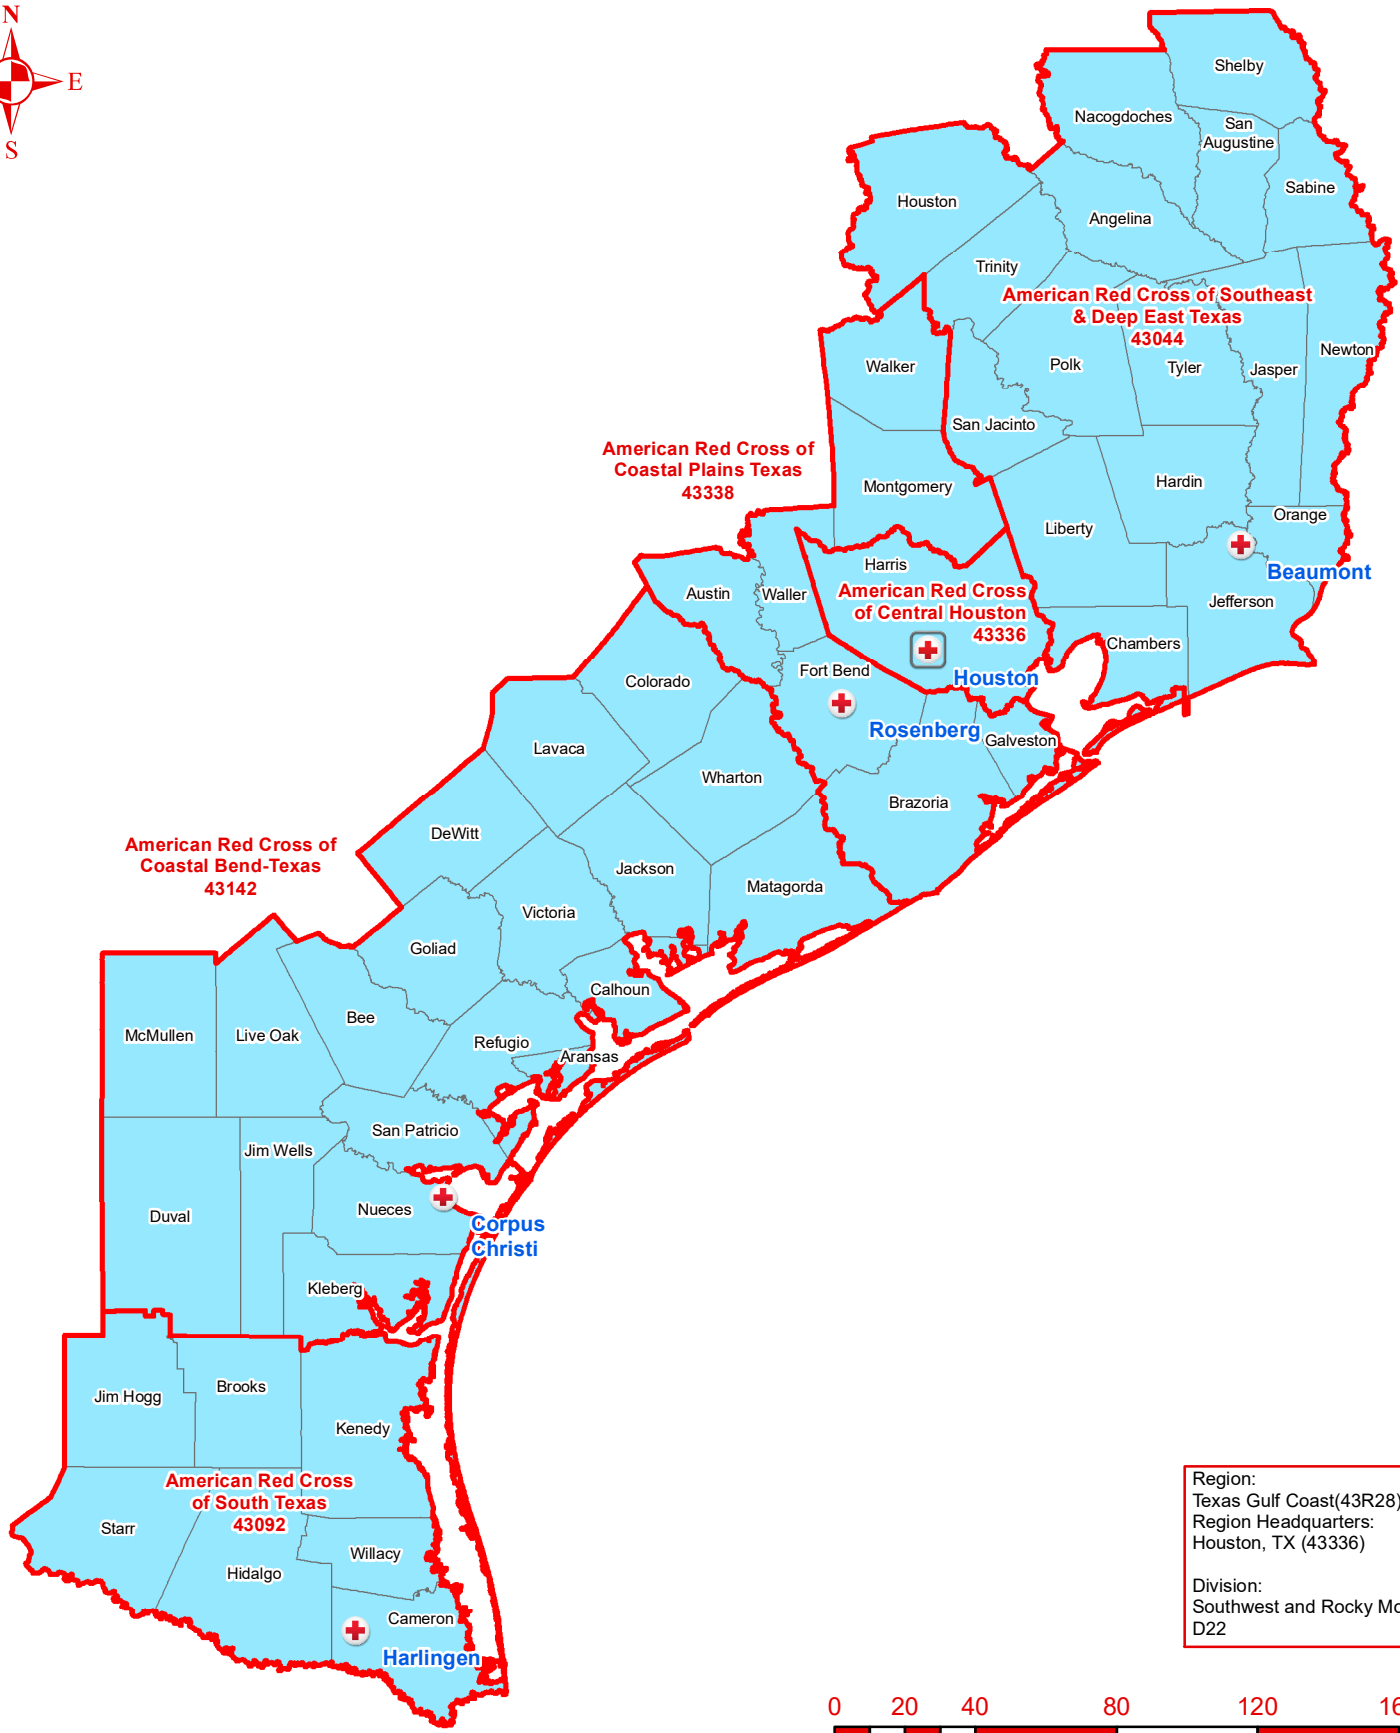 N
E
S
Shelby
Nacogdoches
San
Augustine
Sabine
Houston
Angelina
Trinity
American Red Cross of Southeast
& Deep East Texas
43044
Newton
Walker
Polk
Tyler
Jasper
San Jacinto
American Red Cross of
Coastal Plains Texas
43338
Montgomery
Hardin
Orange
Liberty
Harris
Beaumont
Austin
Waller
American Red Cross
of Central Houston
43336
Jefferson
Chambers
Fort Bend
Houston
Colorado
Rosenberg
Galveston
Lavaca
Wharton
Brazoria
DeWitt
American Red Cross of
Coastal Bend-Texas
43142
Jackson
Matagorda
Victoria
Goliad
Calhoun
Bee
McMullen
Live Oak
Refugio
Aransas
San Patricio
Jim Wells
Duval
Nueces
Corpus
Christi
Kleberg
Jim Hogg
Brooks
Kenedy
American Red Cross
of South Texas
43092
Starr
Willacy
Hidalgo
Cameron
Harlingen
Region:
Texas Gulf Coast(43R28)
Region Headquarters:
Houston, TX (43336)
Division:
Southwest and Rocky Mo
D22
0 20 40 80 120 16